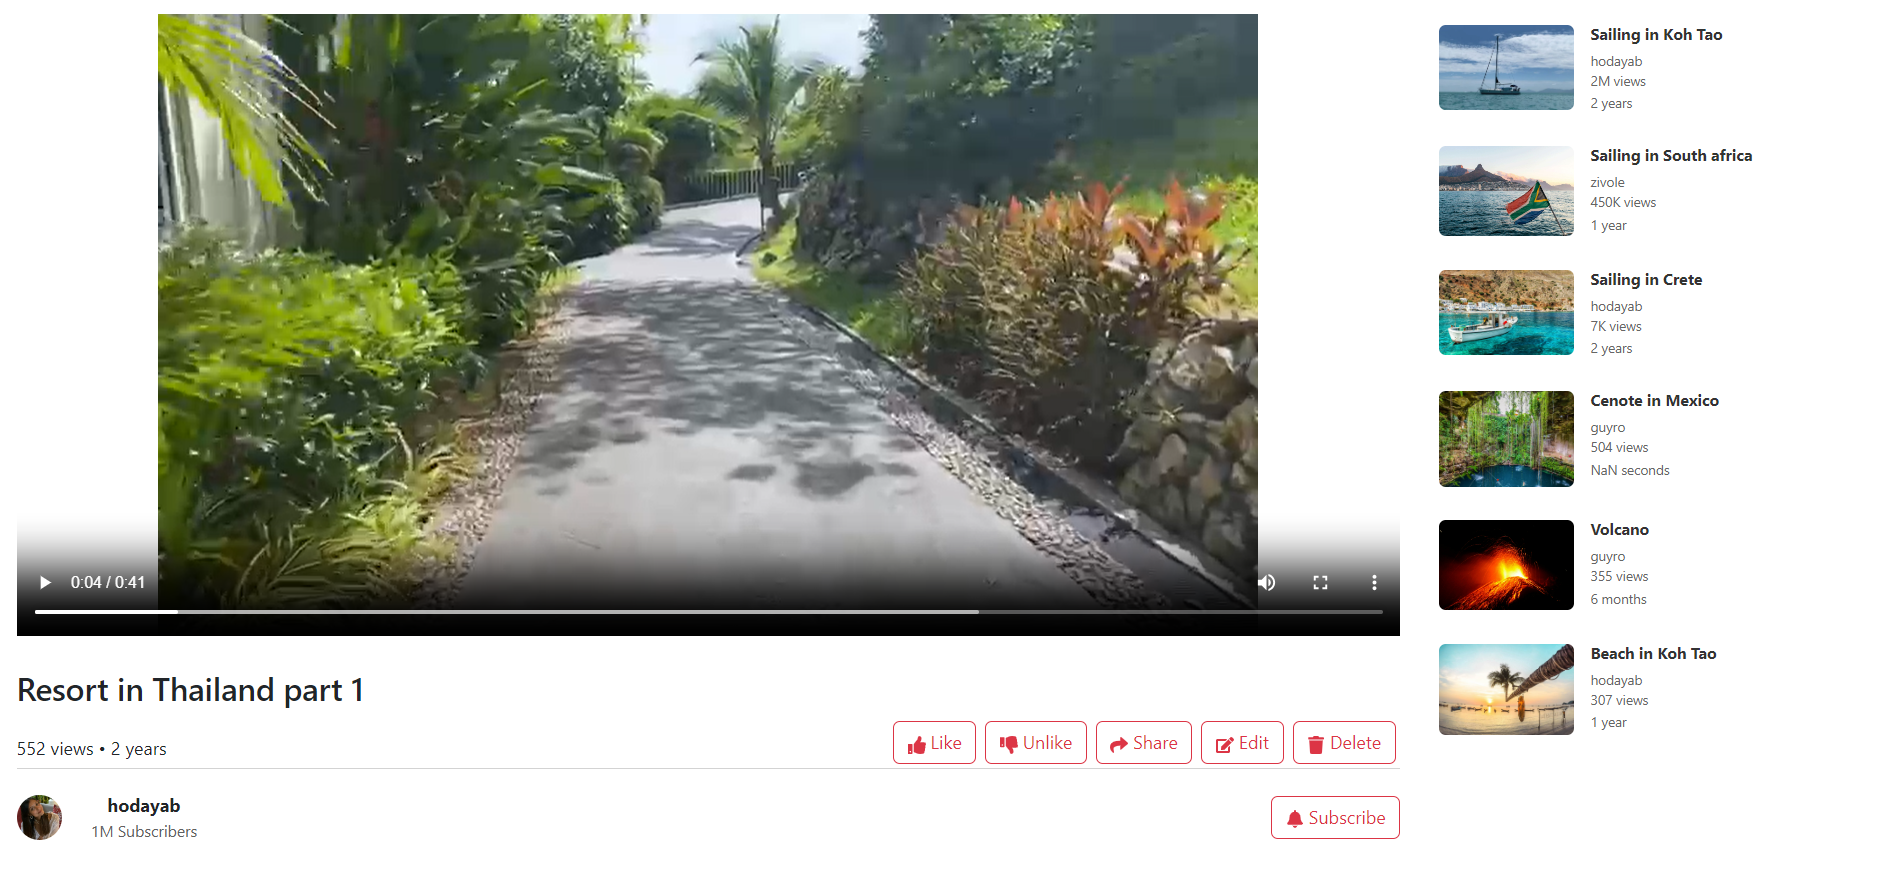 0:04 / 0:41
Resort in Thailand part 1
552 views • 2 years
Like
Unlike
Share
Edit
Delete
hodayab
1M Subscribers
Subscribe
Sailing in Koh Tao
hodayab
2M views
2 years
Sailing in South africa
zivole
450K views
1 year
Sailing in Crete
hodayab
7K views
2 years
Cenote in Mexico
guyro
504 views
NaN seconds
Volcano
guyro
355 views
6 months
Beach in Koh Tao
hodayab
307 views
1 year